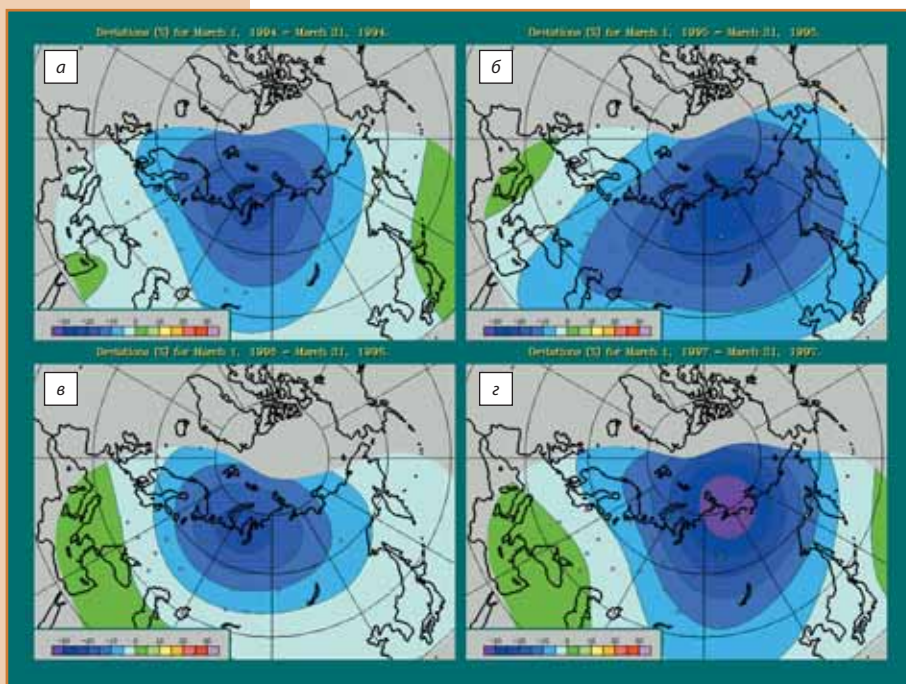 Deviations (%) for March 1, 1994 - March 31, 1994.
а
Deviations (%) for March 1, 1995 - March 31, 1995.
б
Deviations (%) for March 1, 1996 - March 31, 1996.
в
Deviations (%) for March 1, 1997 - March 31, 1997.
г